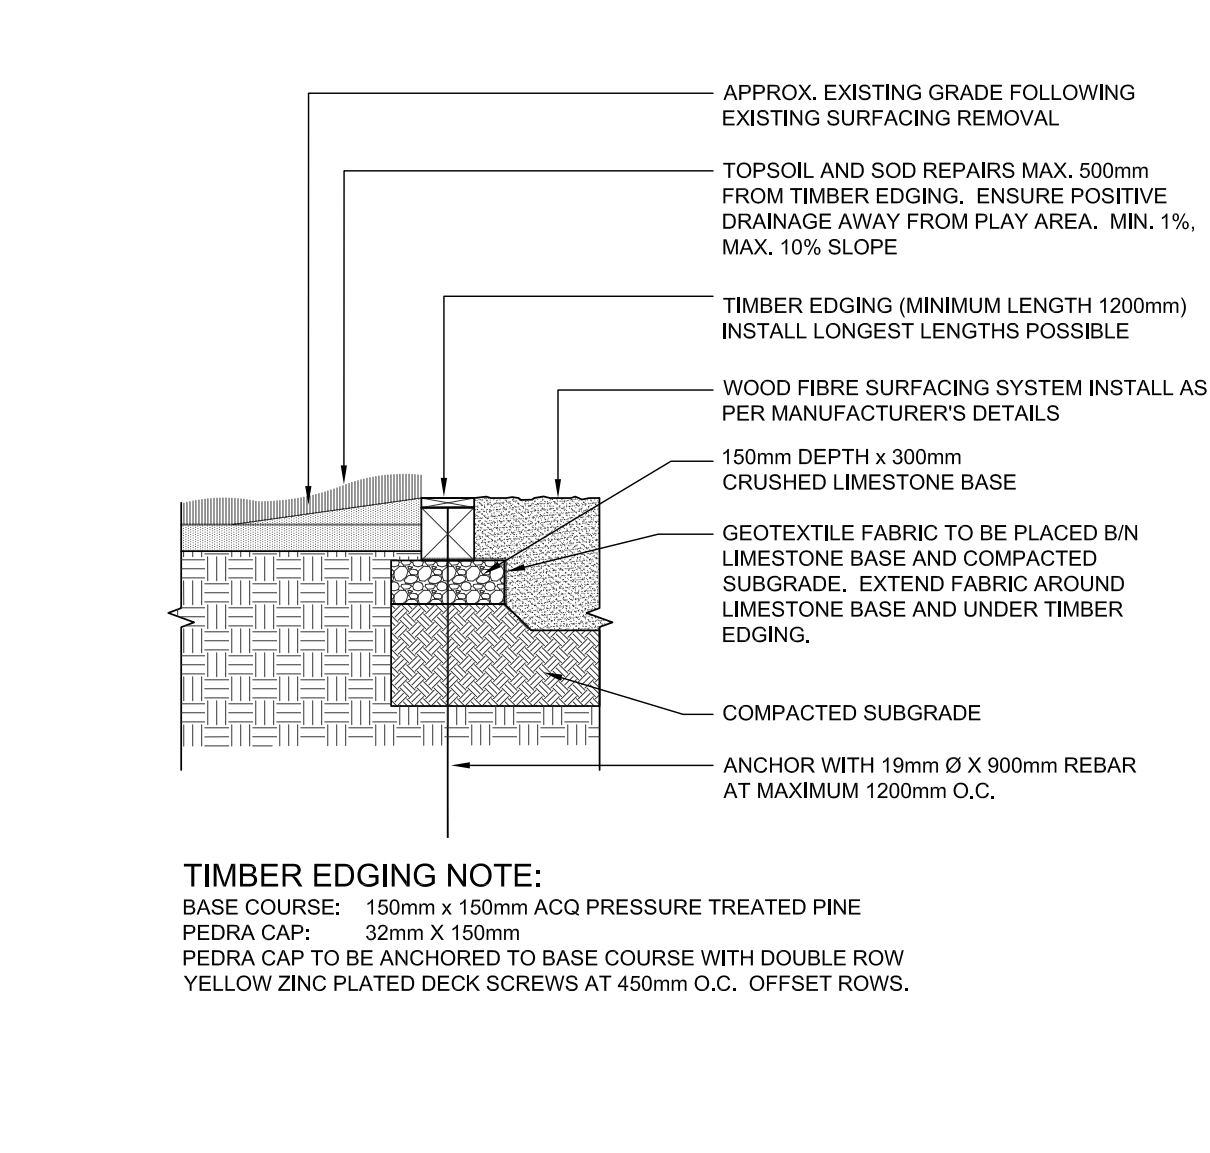 APPROX. EXISTING GRADE FOLLOWING
EXISTING SURFACING REMOVAL
TOPSOIL AND SOD REPAIRS MAX. 500mm
FROM TIMBER EDGING. ENSURE POSITIVE
DRAINAGE AWAY FROM PLAY AREA. MIN. 1%,
MAX. 10% SLOPE
TIMBER EDGING (MINIMUM LENGTH 1200mm)
INSTALL LONGEST LENGTHS POSSIBLE
WOOD FIBRE SURFACING SYSTEM INSTALL AS
PER MANUFACTURER'S DETAILS
150mm DEPTH x 300mm
CRUSHED LIMESTONE BASE
GEOTEXTILE FABRIC TO BE PLACED B/N
LIMESTONE BASE AND COMPACTED
SUBGRADE. EXTEND FABRIC AROUND
LIMESTONE BASE AND UNDER TIMBER
EDGING.
COMPACTED SUBGRADE
ANCHOR WITH 19mm Ø X 900mm REBAR
AT MAXIMUM 1200mm O.C.
TIMBER EDGING NOTE:
BASE COURSE: 150mm x 150mm ACQ PRESSURE TREATED PINE
PEDRA CAP: 32mm X 150mm
PEDRA CAP TO BE ANCHORED TO BASE COURSE WITH DOUBLE ROW
YELLOW ZINC PLATED DECK SCREWS AT 450mm O.C. OFFSET ROWS.